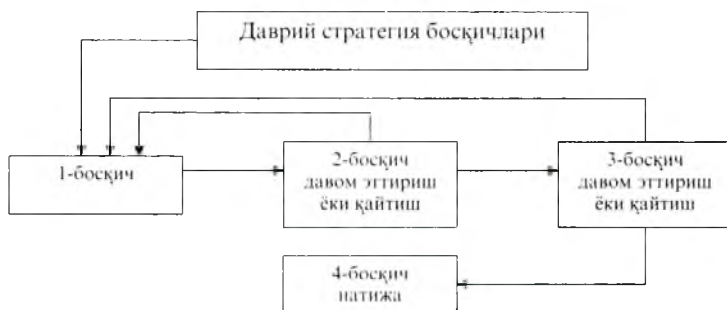 Даврий стратегия босқичлари
1-босқич
2-босқич
давом эттириш
ёки қайтиш
3-босқич
давом эттириш
ёки қайтиш
4-босқич
натижа